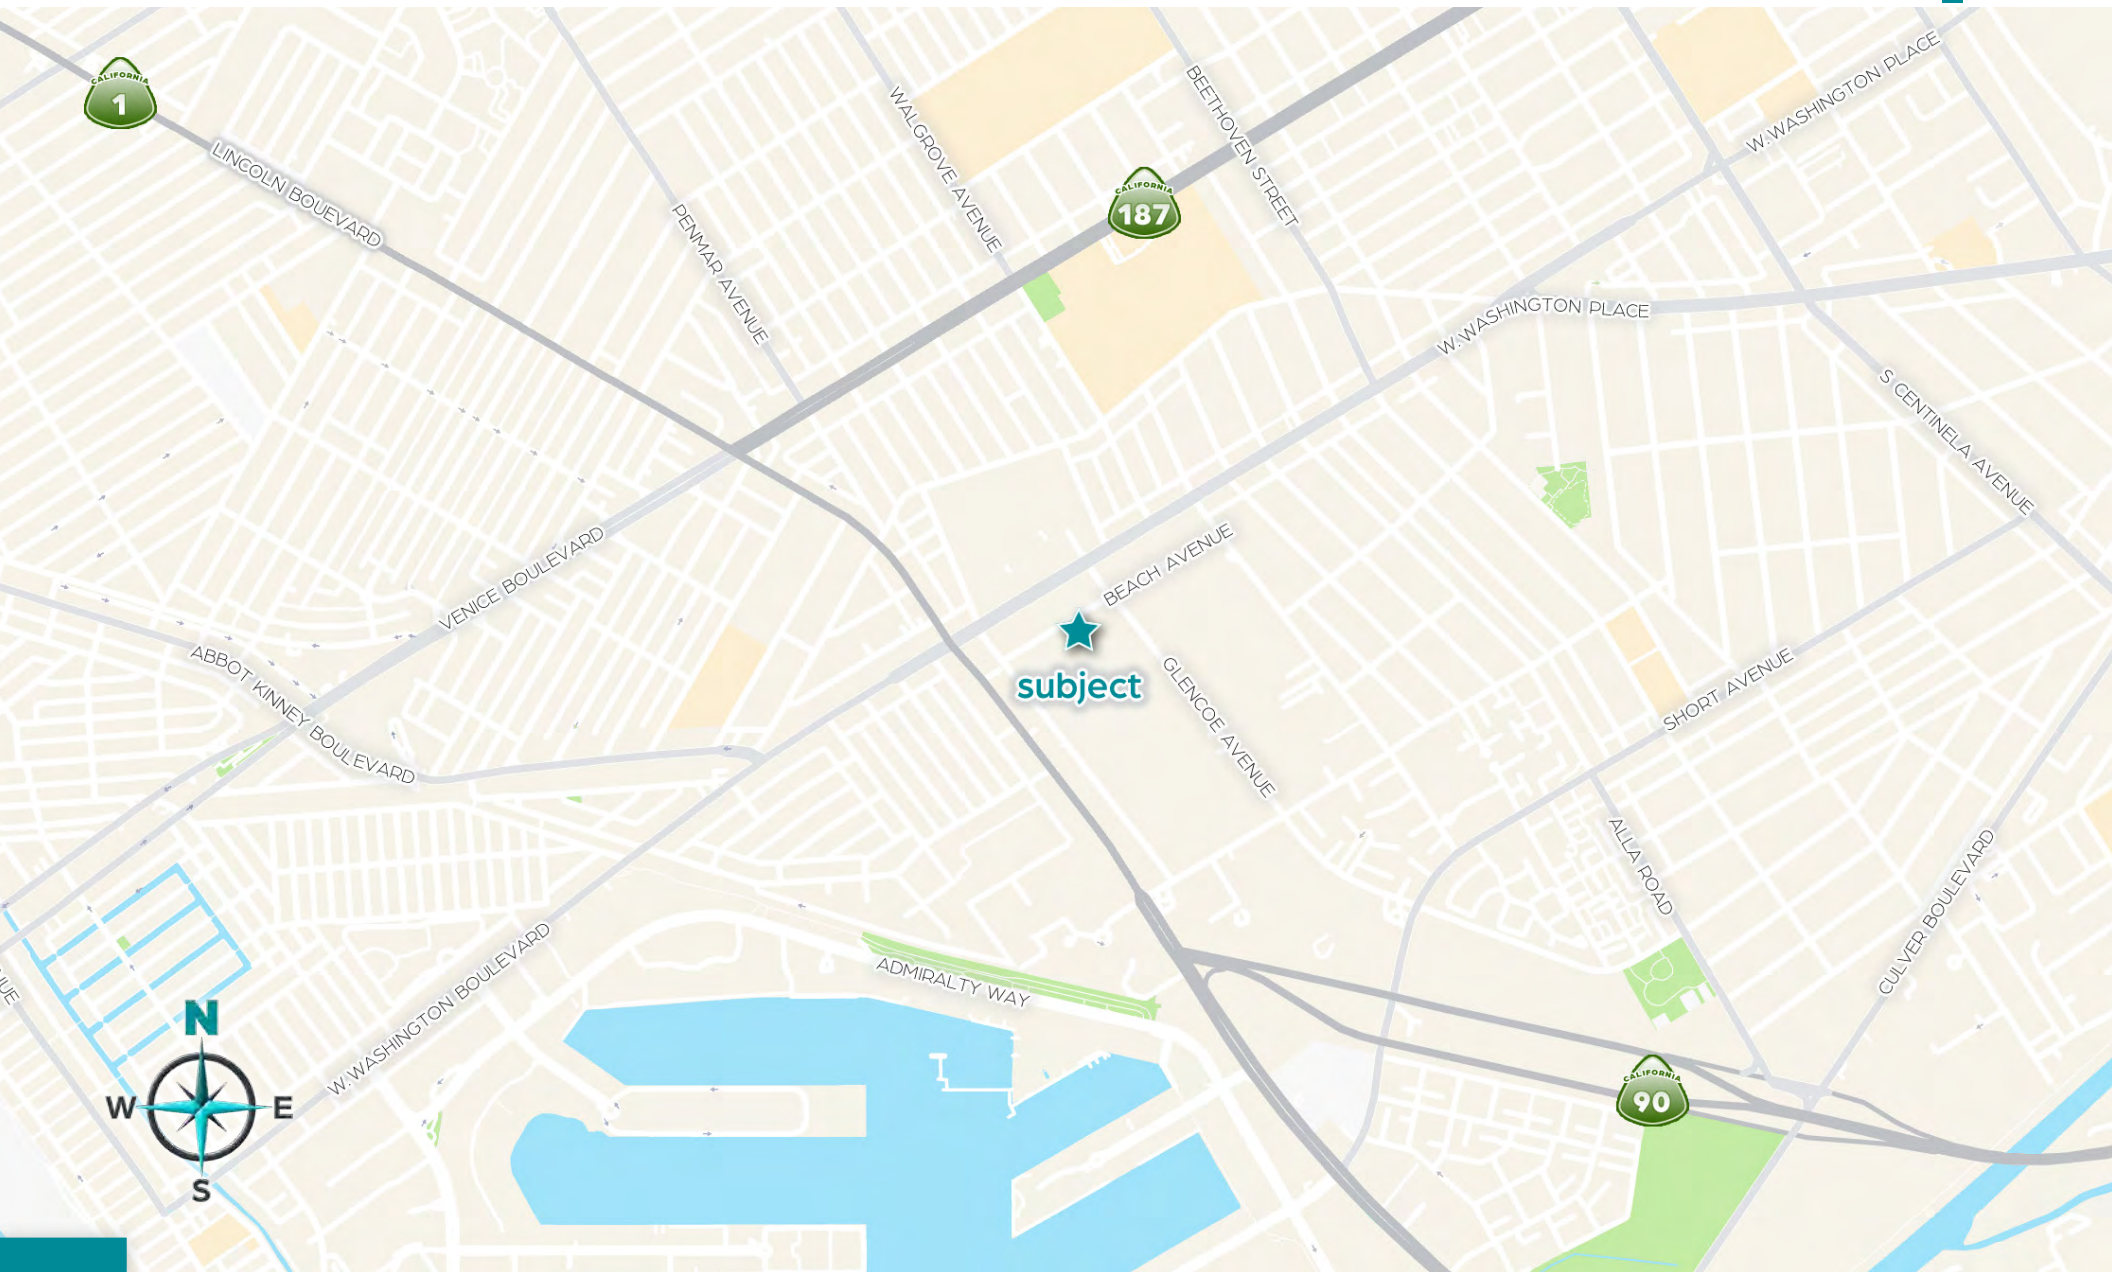 W. WASHINGTON PLACE
CALIFORNIA
1
BEETHOVEN STREET
WALGROVE AVENUE
LINCOLN BOUEVARD
CALIFORNIA
187
PENMAR AVENUE
W. WASHINGTON PLACE
S CENTINELA AVENUE
BEACH AVENUE
VENICE BOULEVARD
subject
ABBOT KINNEY BOULEVARD
GLENCOE AVENUE
SHORT AVENUE
ALLA ROAD
CULVER BOULEVARD
W. WASHINGTON BOULEVARD
ADMIRALTY WAY
N
W
E
S
CALIFORNIA
90